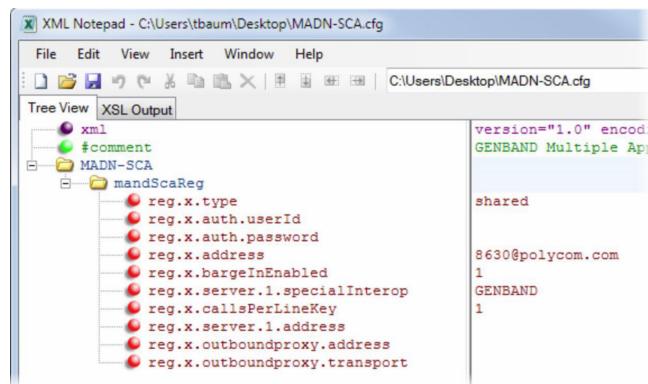 XML Notepad - C:\Users\tbaum\Desktop\MADN-SCA.cfg
File Edit View Insert Window Help
C:\Users\Desktop\MADN-SCA.cfg
Tree View XSL Output
xml version="1.0" encodi
#comment GENBAND Multiple Ap
MADN-SCA
mandScaReg
reg.x.type shared
reg.x.auth.userId
reg.x.auth.password
reg.x.address 8630@polycom.com
reg.x.bargeInEnabled 1
reg.x.server.1.specialInterop GENBAND
reg.x.callsPerLineKey 1
reg.x.server.1.address
reg.x.outboundproxy.address
reg.x.outboundproxy.transport